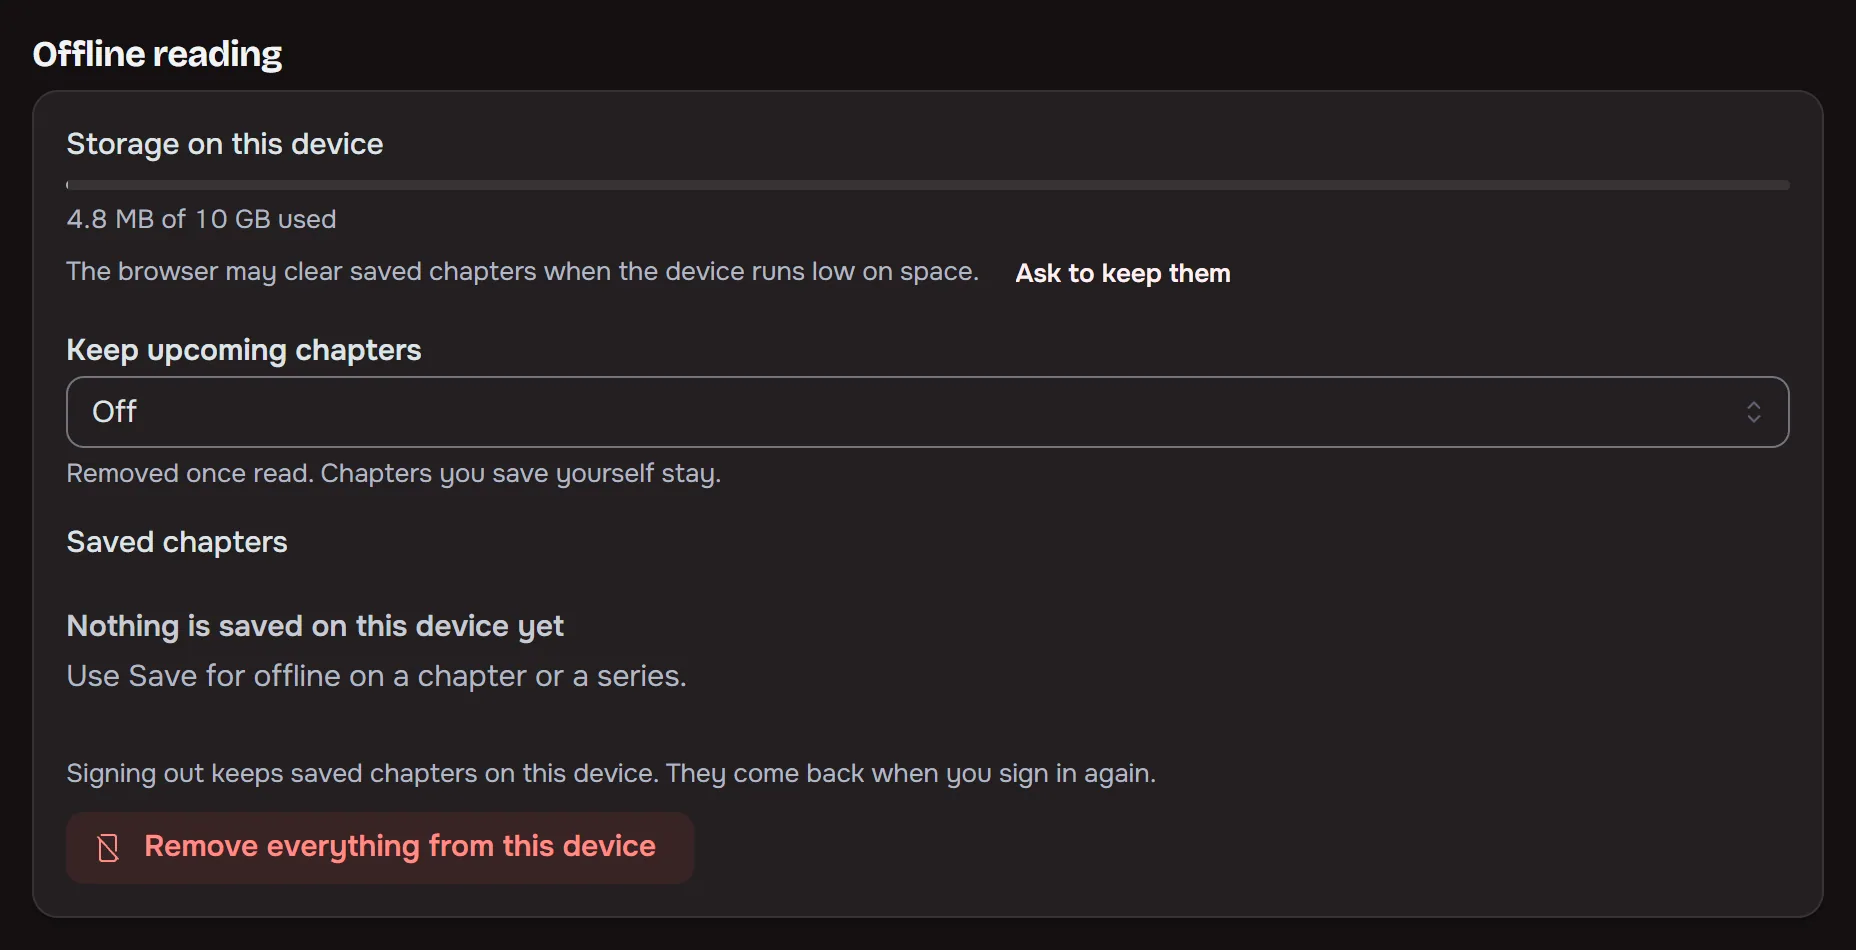 Offline reading
Storage on this device
4.8 MB of 10 GB used
The browser may clear saved chapters when the device runs low on space. Ask to keep them
Keep upcoming chapters
Off
Removed once read. Chapters you save yourself stay.
Saved chapters
Nothing is saved on this device yet
Use Save for offline on a chapter or a series.
Signing out keeps saved chapters on this device. They come back when you sign in again.
Remove everything from this device